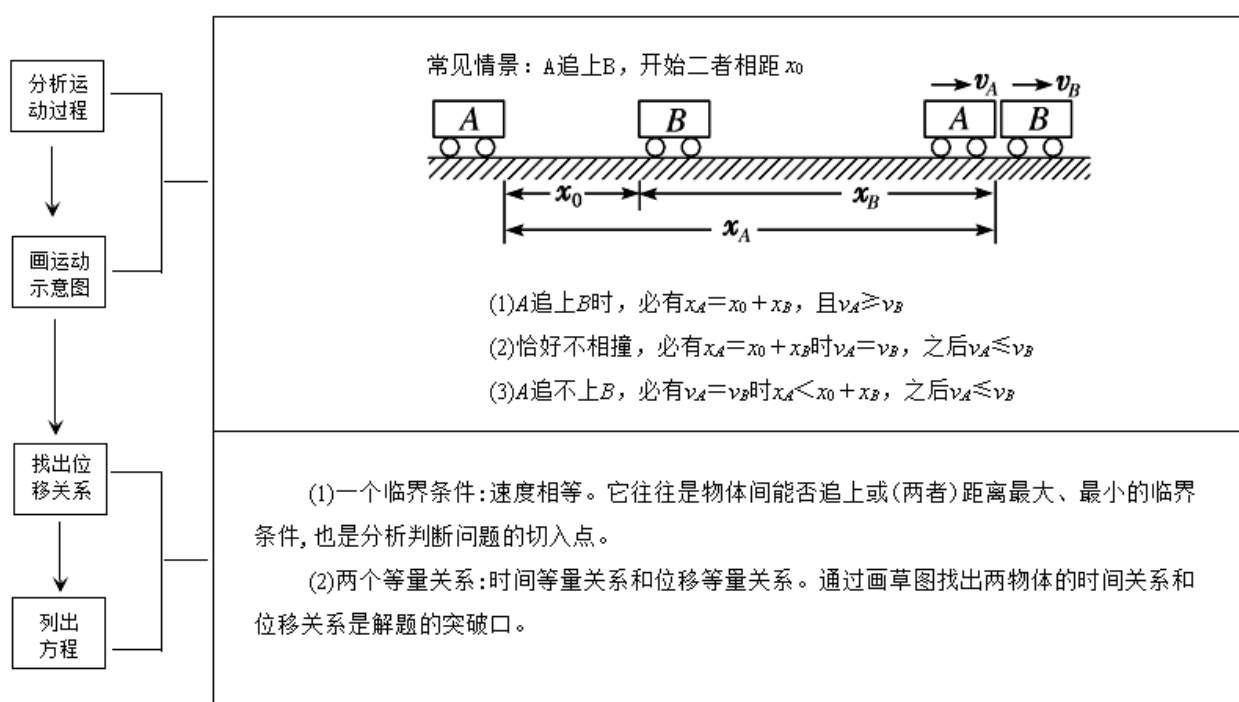 分析运
动过程
画运动
示意图
找出位
移关系
列出
方程
常见情景：A追上B，开始二者相距x₀
v_A v_B
A B A B
x₀ x_B
x_A
(1)A追上B时，必有x_A＝x₀＋x_B，且v_A≥v_B
(2)恰好不相撞，必有x_A＝x₀＋x_B时v_A＝v_B，之后v_A≤v_B
(3)A追不上B，必有v_A＝v_B时x_A＜x₀＋x_B，之后v_A≤v_B
(1)一个临界条件:速度相等。它往往是物体间能否追上或(两者)距离最大、最小的临界
条件,也是分析判断问题的切入点。
(2)两个等量关系:时间等量关系和位移等量关系。通过画草图找出两物体的时间关系和
位移关系是解题的突破口。